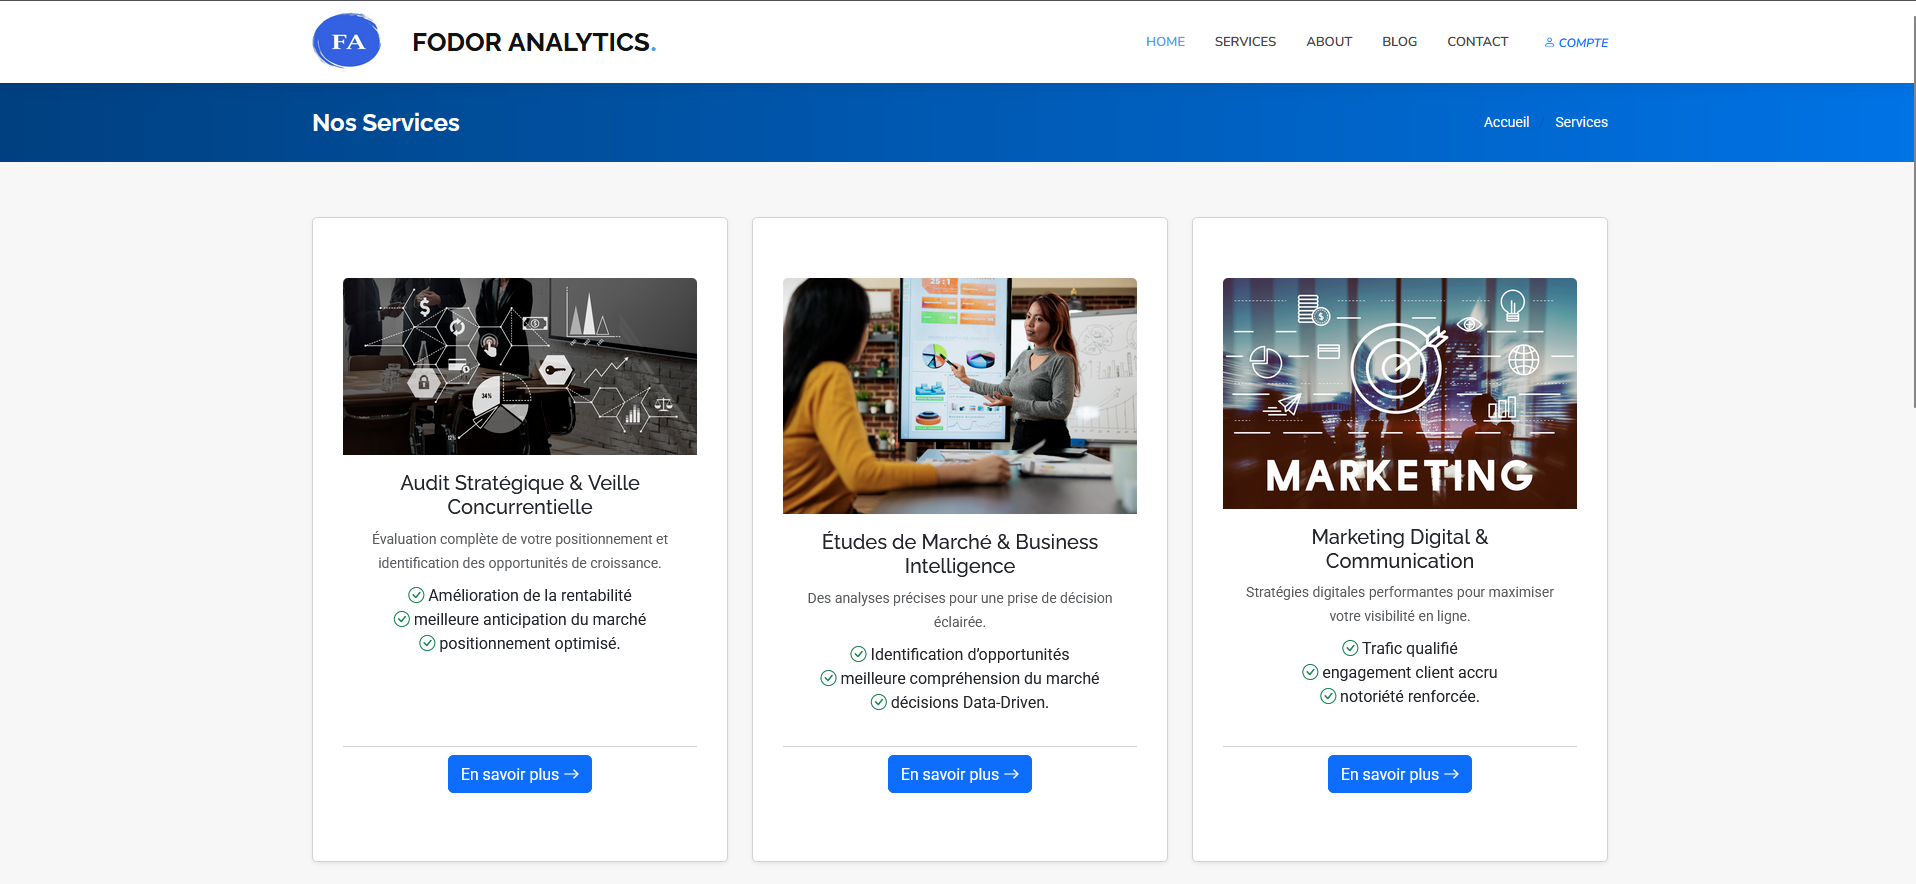 FA
FODOR ANALYTICS.
HOME
SERVICES
ABOUT
BLOG
CONTACT
COMPTE
Nos Services
Accueil
Services
$
34%
Audit Stratégique & Veille
Concurrentielle
Évaluation complète de votre positionnement et
identification des opportunités de croissance.
Amélioration de la rentabilité
meilleure anticipation du marché
positionnement optimisé.
En savoir plus
25:1
Études de Marché & Business
Intelligence
Des analyses précises pour une prise de décision
éclairée.
Identification d’opportunités
meilleure compréhension du marché
décisions Data-Driven.
En savoir plus
$
MARKETING
Marketing Digital &
Communication
Stratégies digitales performantes pour maximiser
votre visibilité en ligne.
Trafic qualifié
engagement client accru
notoriété renforcée.
En savoir plus